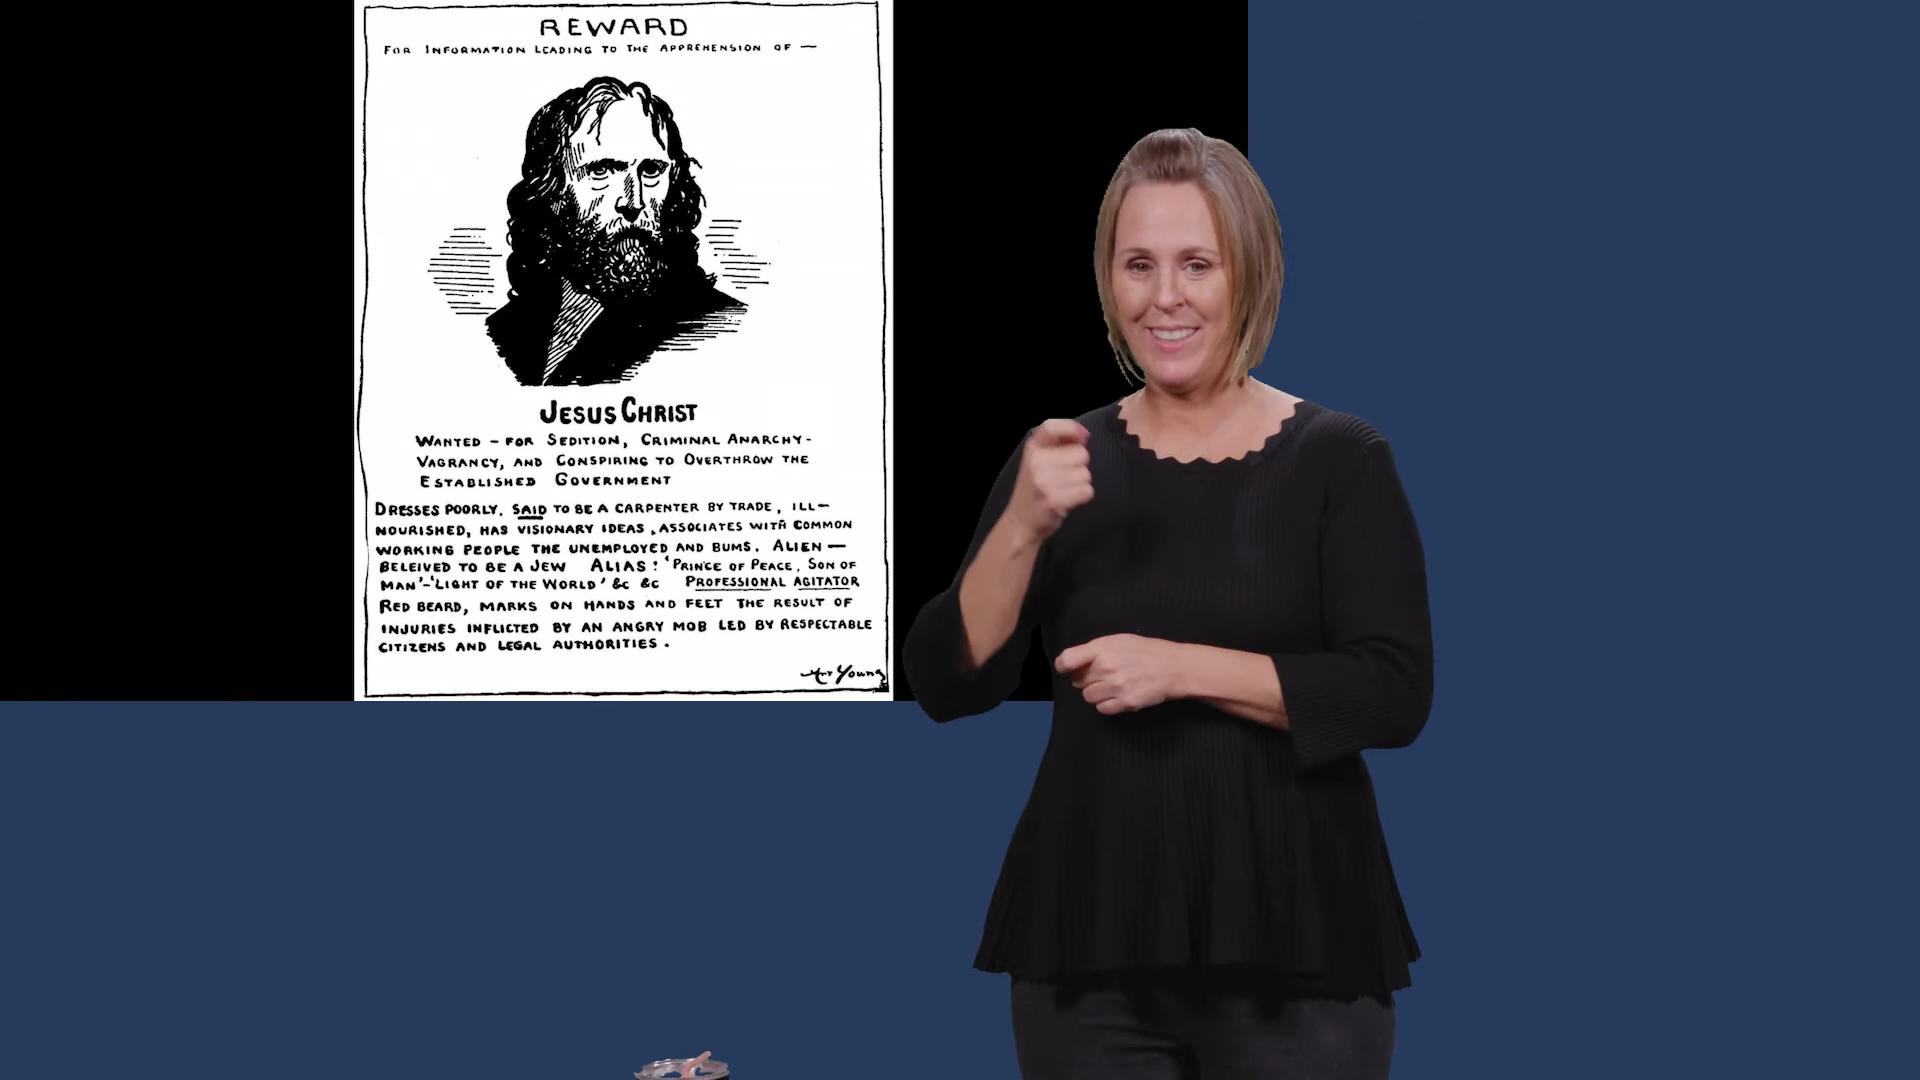 REWARD
FOR INFORMATION LEADING TO THE APPREHENSION OF —
JESUS CHRIST
WANTED - FOR SEDITION, CRIMINAL ANARCHY-
VAGRANCY, AND CONSPIRING TO OVERTHROW THE
ESTABLISHED GOVERNMENT
DRESSES POORLY. SAID TO BE A CARPENTER BY TRADE, ILL-
NOURISHED, HAS VISIONARY IDEAS, ASSOCIATES WITH COMMON
WORKING PEOPLE THE UNEMPLOYED AND BUMS. ALIEN —
BELEIVED TO BE A JEW ALIAS: 'PRINCE OF PEACE, SON OF
MAN'-'LIGHT OF THE WORLD' &C &C PROFESSIONAL AGITATOR
RED BEARD, MARKS ON HANDS AND FEET THE RESULT OF
INJURIES INFLICTED BY AN ANGRY MOB LED BY RESPECTABLE
CITIZENS AND LEGAL AUTHORITIES.
Art Young